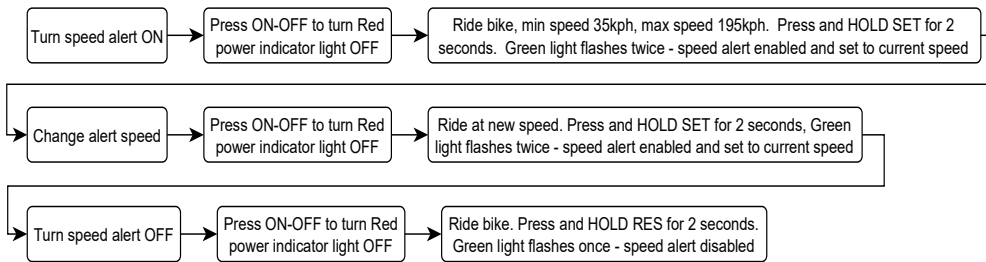 Turn speed alert ON
Press ON-OFF to turn Red
power indicator light OFF
Ride bike, min speed 35kph, max speed 195kph.  Press and HOLD SET for 2
seconds.  Green light flashes twice - speed alert enabled and set to current speed
Change alert speed
Press ON-OFF to turn Red
power indicator light OFF
Ride at new speed. Press and HOLD SET for 2 seconds, Green
light flashes twice - speed alert enabled and set to current speed
Turn speed alert OFF
Press ON-OFF to turn Red
power indicator light OFF
Ride bike. Press and HOLD RES for 2 seconds.
Green light flashes once - speed alert disabled